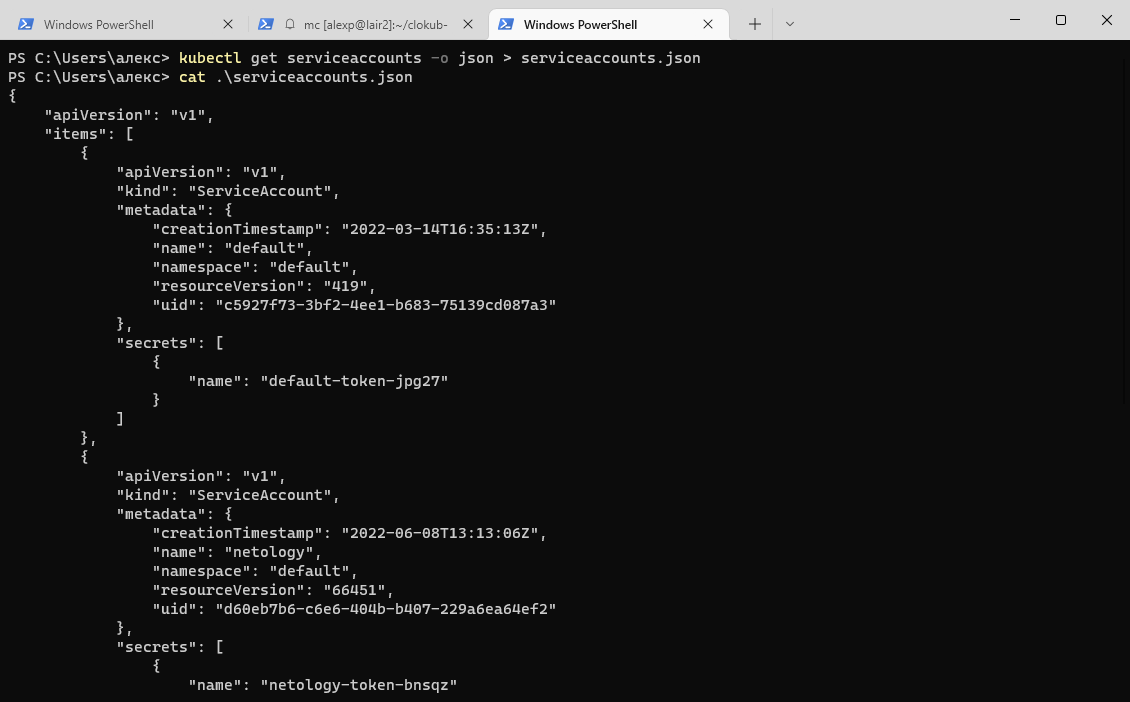 Windows PowerShell
mc [alexp@lair2]:~/clokub-
Windows PowerShell
PS C:\Users\алекс> kubectl get serviceaccounts -o json > serviceaccounts.json
PS C:\Users\алекс> cat .\serviceaccounts.json
{
    "apiVersion": "v1",
    "items": [
        {
            "apiVersion": "v1",
            "kind": "ServiceAccount",
            "metadata": {
                "creationTimestamp": "2022-03-14T16:35:13Z",
                "name": "default",
                "namespace": "default",
                "resourceVersion": "419",
                "uid": "c5927f73-3bf2-4ee1-b683-75139cd087a3"
            },
            "secrets": [
                {
                    "name": "default-token-jpg27"
                }
            ]
        },
        {
            "apiVersion": "v1",
            "kind": "ServiceAccount",
            "metadata": {
                "creationTimestamp": "2022-06-08T13:13:06Z",
                "name": "netology",
                "namespace": "default",
                "resourceVersion": "66451",
                "uid": "d60eb7b6-c6e6-404b-b407-229a6ea64ef2"
            },
            "secrets": [
                {
                    "name": "netology-token-bnsqz"